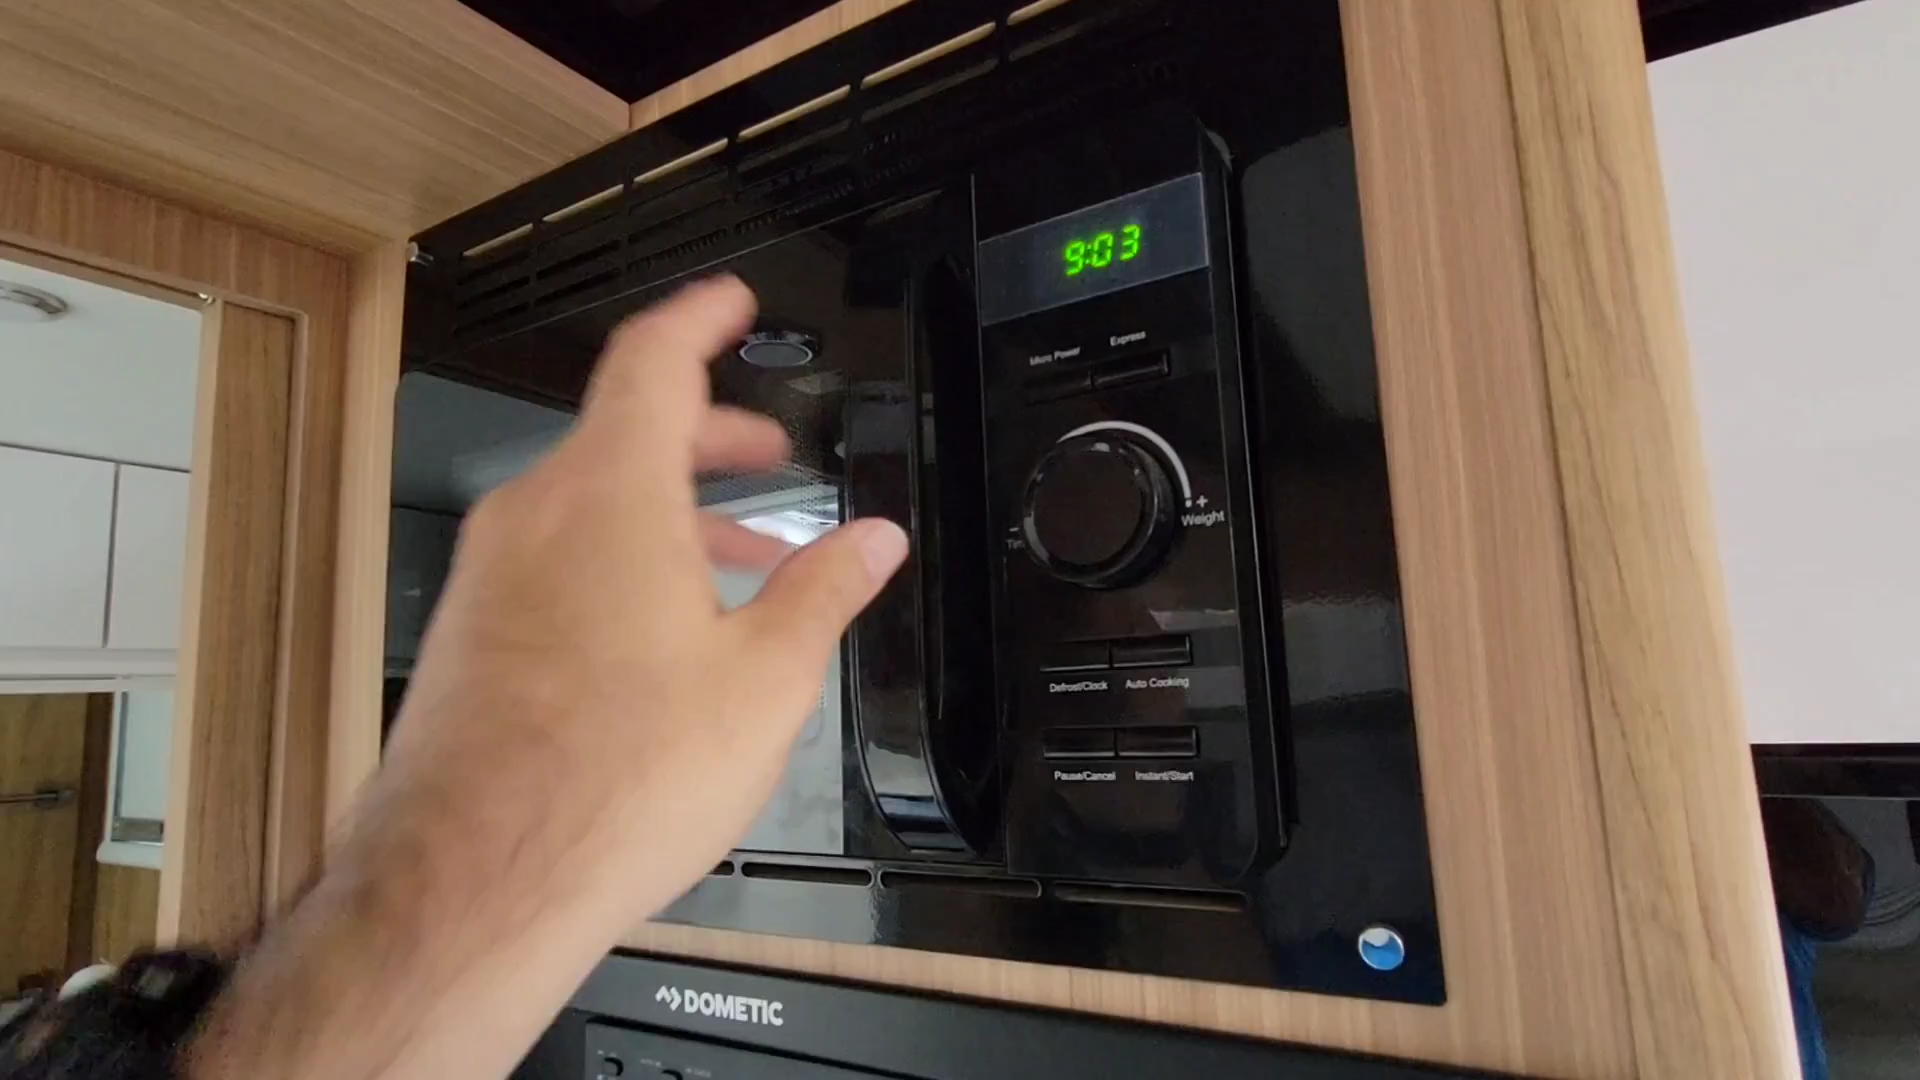 9:03
Micro Power
Express
- +
Weight
Defrost/Clock
Auto Cooking
Pause/Cancel
Instant/Start
DOMETIC